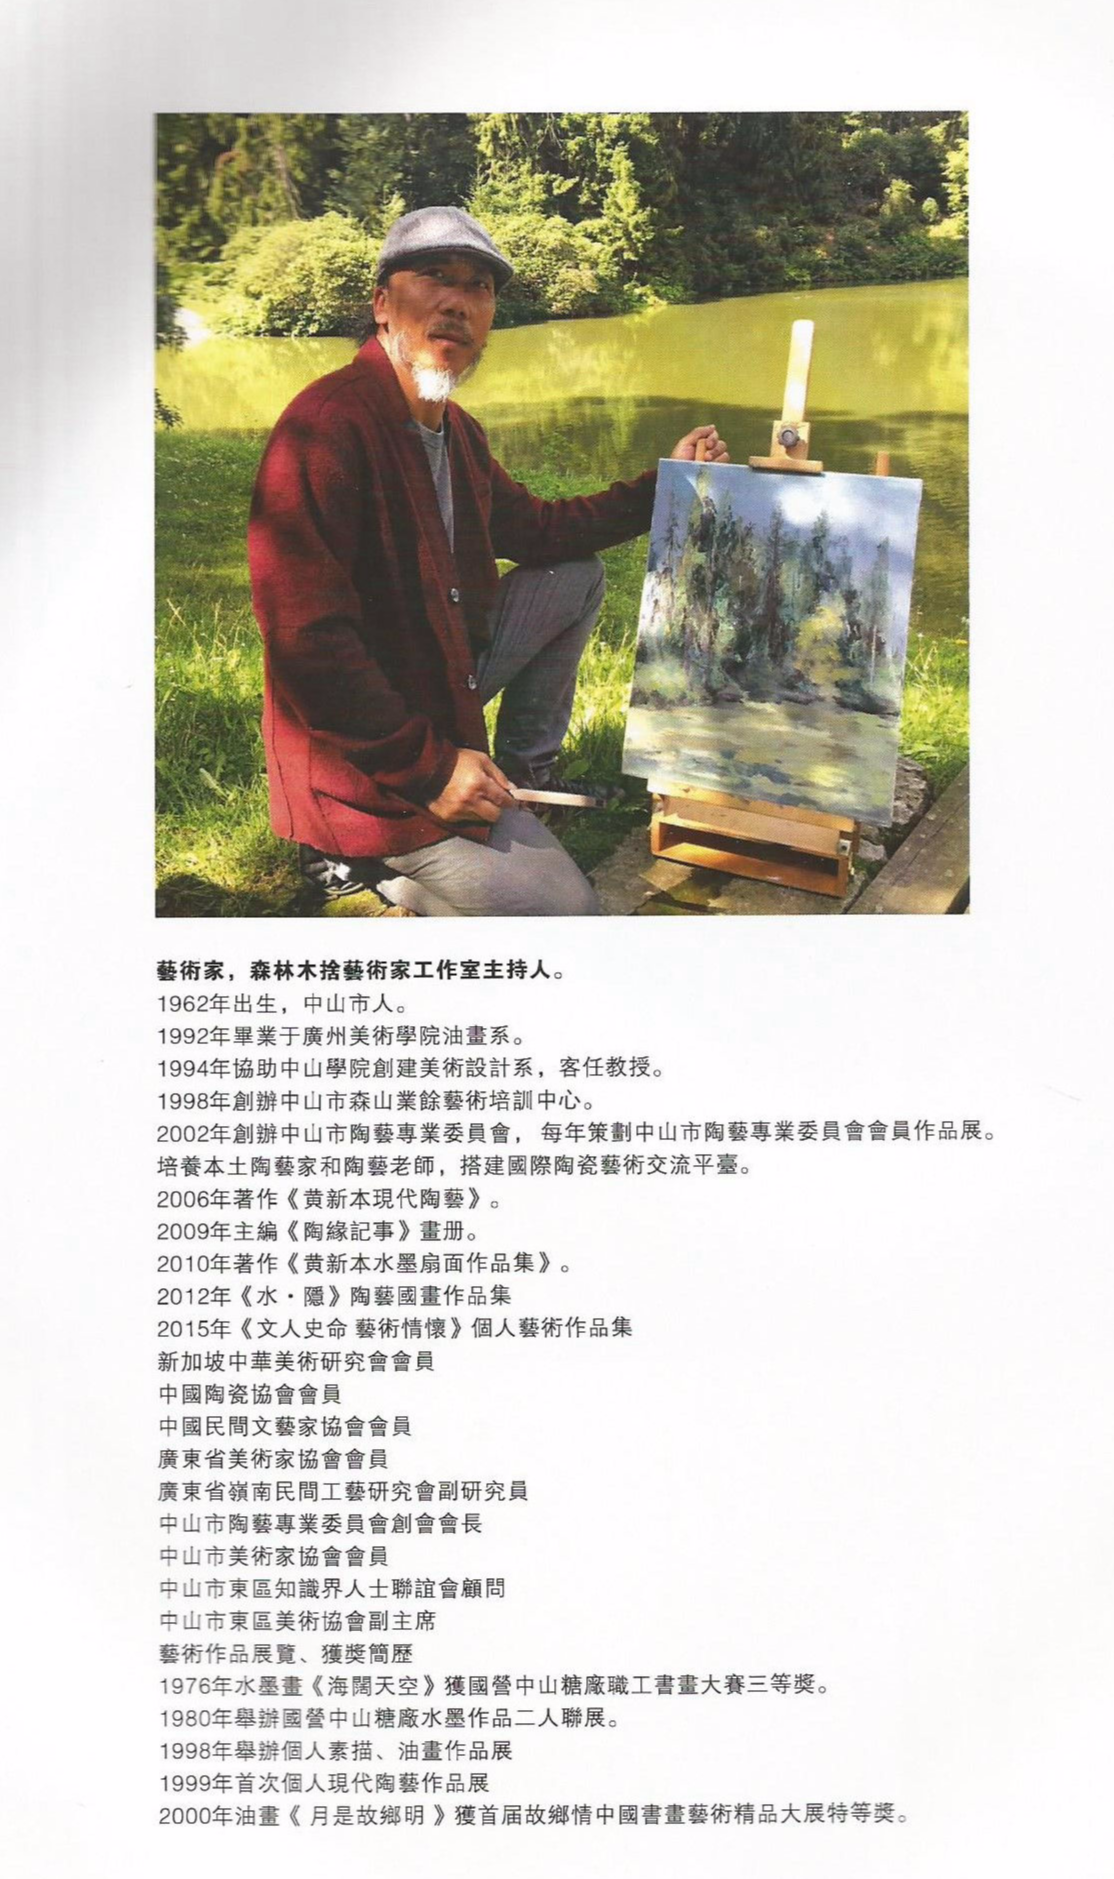 藝術家，森林木捨藝術家工作室主持人。
1962年出生，中山市人。
1992年畢業于廣州美術學院油畫系。
1994年協助中山學院創建美術設計系，客任教授。
1998年創辦中山市森山業餘藝術培訓中心。
2002年創辦中山市陶藝專業委員會，每年策劃中山市陶藝專業委員會會員作品展。
培養本土陶藝家和陶藝老師，搭建國際陶瓷藝術交流平臺。
2006年著作《黄新本現代陶藝》。
2009年主編《陶緣記事》畫册。
2010年著作《黄新本水墨扇面作品集》。
2012年《水·隱》陶藝國畫作品集
2015年《文人史命 藝術情懷》個人藝術作品集
新加坡中華美術研究會會員
中國陶瓷協會會員
中國民間文藝家協會會員
廣東省美術家協會會員
廣東省嶺南民間工藝研究會副研究員
中山市陶藝專業委員會創會會長
中山市美術家協會會員
中山市東區知識界人士聯誼會顧問
中山市東區美術協會副主席
藝術作品展覽、獲獎簡歷
1976年水墨畫《海闊天空》獲國營中山糖廠職工書畫大賽三等獎。
1980年舉辦國營中山糖廠水墨作品二人聯展。
1998年舉辦個人素描、油畫作品展
1999年首次個人現代陶藝作品展
2000年油畫《 月是故鄉明 》獲首届故鄉情中國書畫藝術精品大展特等獎。